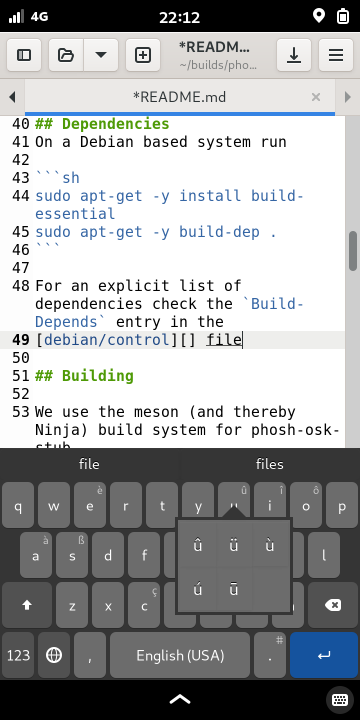 4G 22:12
*READM…
~/builds/pho…
*README.md
40 ## Dependencies
41 On a Debian based system run
42
43 ```sh
44 sudo apt-get -y install build-
essential
45 sudo apt-get -y build-dep .
46 ```
47
48 For an explicit list of
dependencies check the `Build-
Depends` entry in the
49 [debian/control][] file
50
51 ## Building
52
53 We use the meson (and thereby
Ninja) build system for phosh-osk-
stub
file files
q w e è r t y u û i î o ô p
a à s ß d f l
û ü ù
ú ū
z x c ç
123 , English (USA) . #